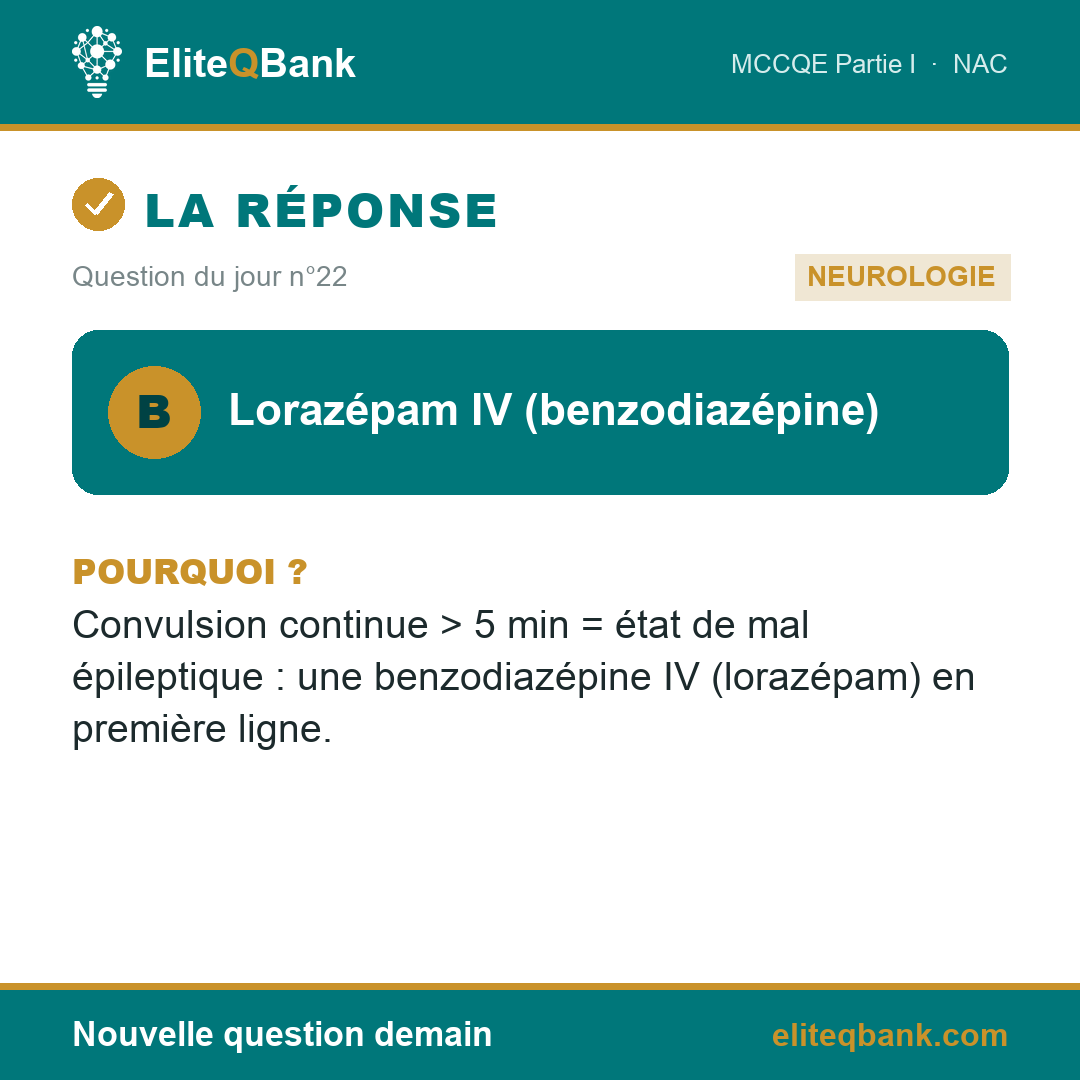 EliteQBank
MCCQE Partie I · NAC
LA RÉPONSE
Question du jour n°22
NEUROLOGIE
B
Lorazépam IV (benzodiazépine)
POURQUOI ?
Convulsion continue > 5 min = état de mal
épileptique : une benzodiazépine IV (lorazépam) en
première ligne.
Nouvelle question demain
eliteqbank.com